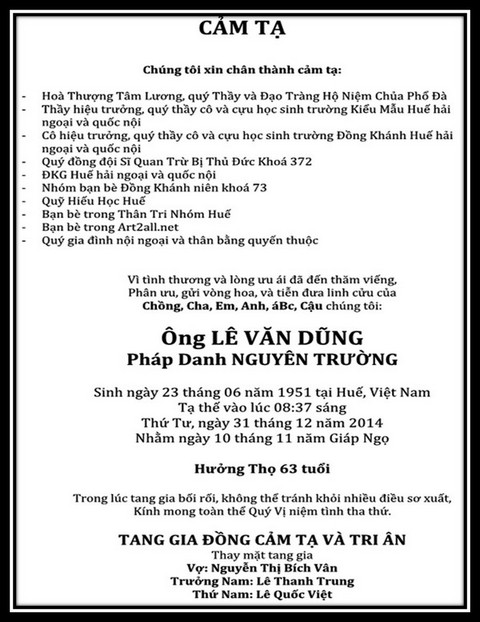 CẢM TẠ
Chúng tôi xin chân thành cảm tạ:
- Hoà Thượng Tâm Lương, quý Thầy và Đạo Tràng Hộ Niệm Chùa Phổ Đà
- Thầy hiệu trưởng, quý thầy cô và cựu học sinh trường Kiểu Mẫu Huế hải
ngoại và quốc nội
- Cô hiệu trưởng, quý thầy cô và cựu học sinh trường Đồng Khánh Huế hải
ngoại và quốc nội
- Quý đồng đội Sĩ Quan Trừ Bị Thủ Đức Khoá 372
- ĐKG Huế hải ngoại và quốc nội
- Nhóm bạn bè Đồng Khánh niên khoá 73
- Quỹ Hiếu Học Huế
- Bạn bè trong Thân Tri Nhóm Huế
- Bạn bè trong Art2all.net
- Quý gia đình nội ngoại và thân bằng quyến thuộc
Vì tình thương và lòng ưu ái đã đến thăm viếng,
Phân ưu, gửi vòng hoa, và tiễn đưa linh cửu của
Chồng, Cha, Em, Anh, áBc, Cậu chúng tôi:
Ông LÊ VĂN DŨNG
Pháp Danh NGUYÊN TRƯỜNG
Sinh ngày 23 tháng 06 năm 1951 tại Huế, Việt Nam
Tạ thế vào lúc 08:37 sáng
Thứ Tư, ngày 31 tháng 12 năm 2014
Nhằm ngày 10 tháng 11 năm Giáp Ngọ
Hưởng Thọ 63 tuổi
Trong lúc tang gia bối rối, không thể tránh khỏi nhiều điều sơ xuất,
Kính mong toàn thể Quý Vị niệm tình tha thứ.
TANG GIA ĐỒNG CẢM TẠ VÀ TRI ÂN
Thay mặt tang gia
Vợ: Nguyễn Thị Bích Vân
Trưởng Nam: Lê Thanh Trung
Thứ Nam: Lê Quốc Việt